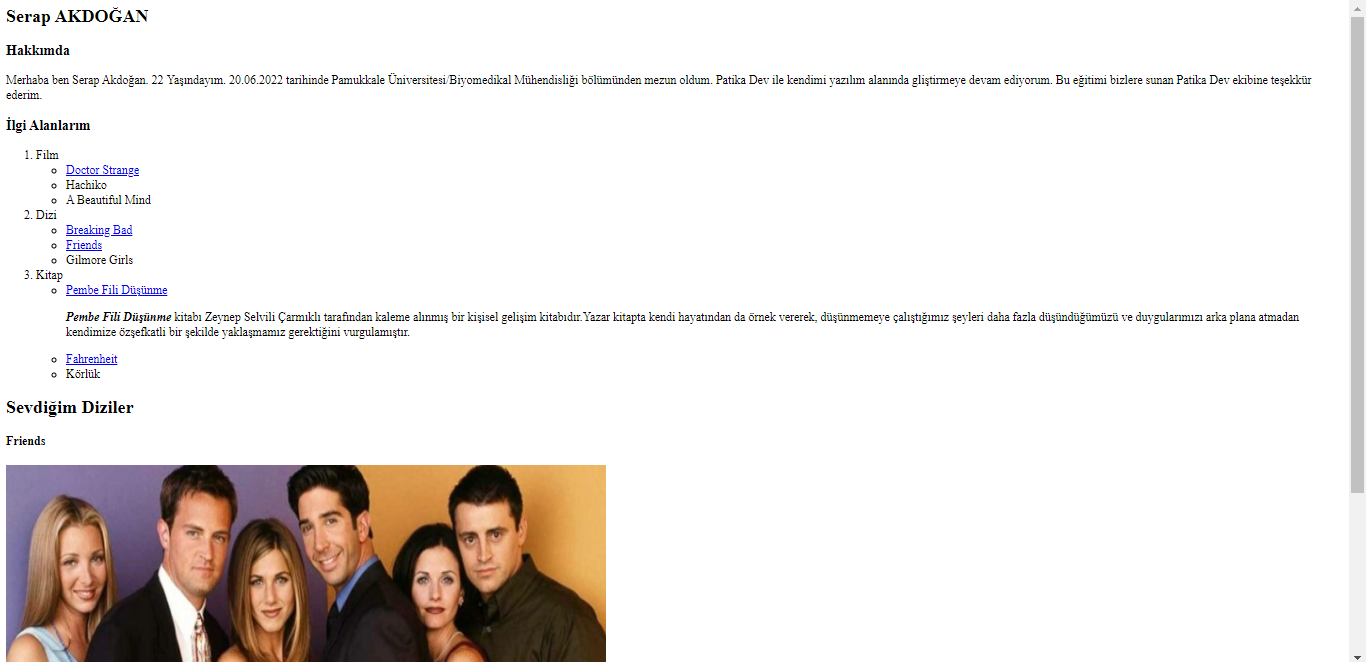 Serap AKDOĞAN
Hakkımda
Merhaba ben Serap Akdoğan. 22 Yaşındayım. 20.06.2022 tarihinde Pamukkale Üniversitesi/Biyomedikal Mühendisliği bölümünden mezun oldum. Patika Dev ile kendimi yazılım alanında gliştirmeye devam ediyorum. Bu eğitimi bizlere sunan Patika Dev ekibine teşekkür
ederim.
İlgi Alanlarım
1. Film
Doctor Strange
Hachiko
A Beautiful Mind
2. Dizi
Breaking Bad
Friends
Gilmore Girls
3. Kitap
Pembe Fili Düşünme
Pembe Fili Düşünme kitabı Zeynep Selvili Çarmıklı tarafından kaleme alınmış bir kişisel gelişim kitabıdır.Yazar kitapta kendi hayatından da örnek vererek, düşünmemeye çalıştığımız şeyleri daha fazla düşündüğümüzü ve duygularımızı arka plana atmadan
kendimize özşefkatli bir şekilde yaklaşmamız gerektiğini vurgulamıştır.
Fahrenheit
Körlük
Sevdiğim Diziler
Friends